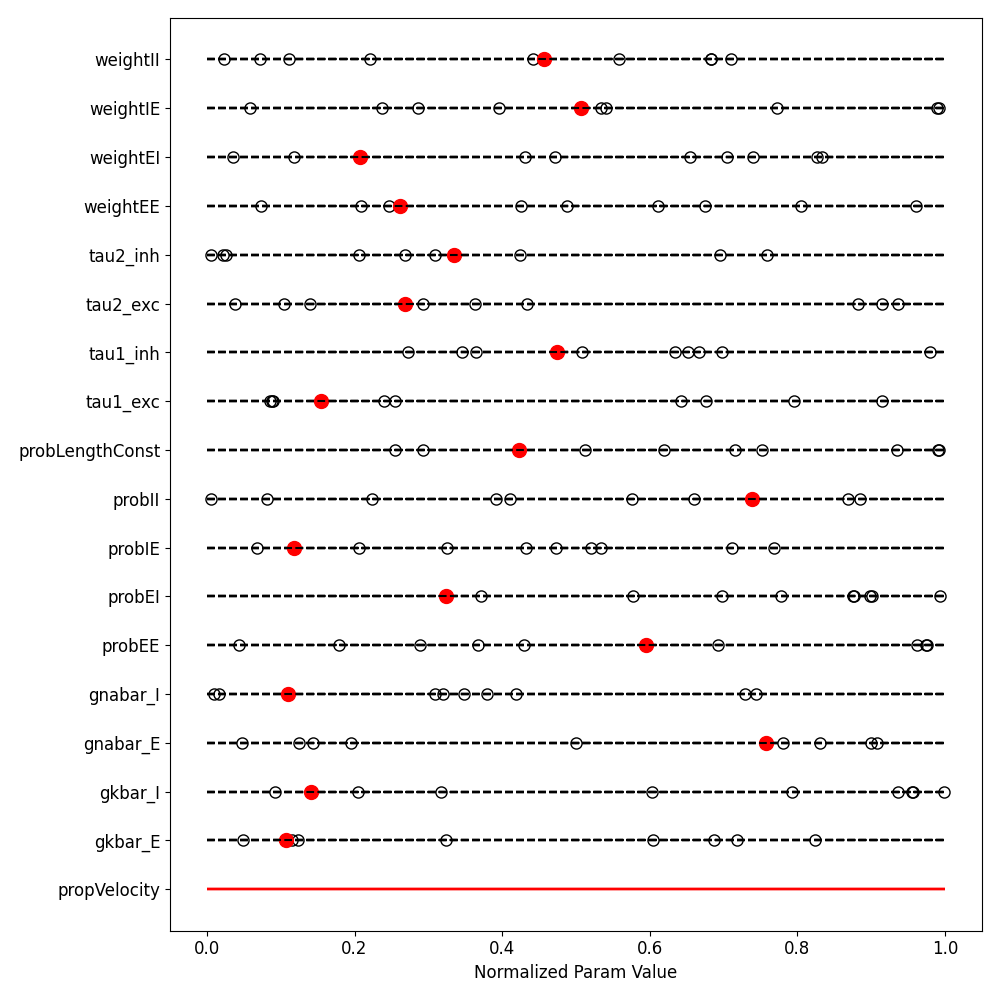 weightII
weightIE
weightEI
weightEE
tau2_inh
tau2_exc
tau1_inh
tau1_exc
probLengthConst
probII
probIE
probEI
probEE
gnabar_I
gnabar_E
gkbar_I
gkbar_E
propVelocity
0.0 0.2 0.4 0.6 0.8 1.0
Normalized Param Value